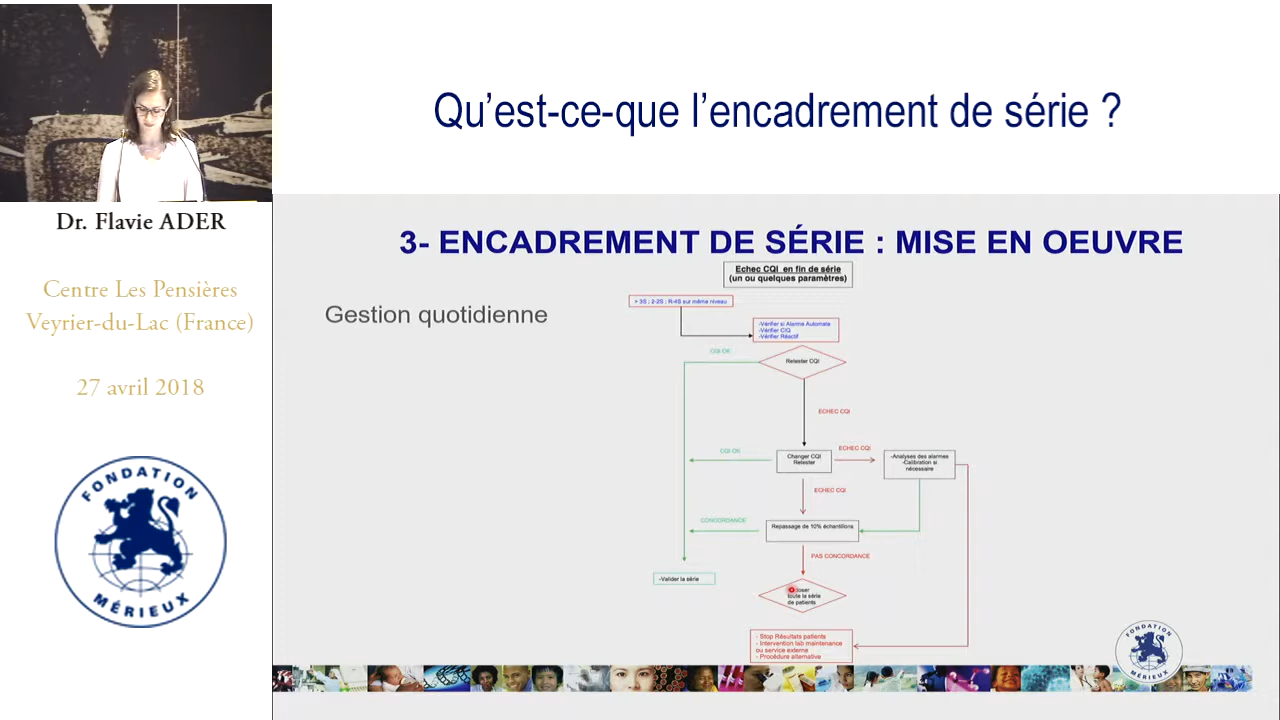 Qu'est-ce-que l'encadrement de série ?
Dr. Flavie ADER
Centre Les Pensières
Veyrier-du-Lac (France)
27 avril 2018
FONDATION
MÉRIEUX
3- ENCADREMENT DE SÉRIE : MISE EN OEUVRE
Gestion quotidienne
Echec CQI en fin de série
(un ou quelques paramètres)
> 3S ; 2-2S ; R-4S sur même niveau
-Vérifier si Alarme Automate
-Vérifier CIQ
-Vérifier Réactif
CQI OK
Retester CQI
ECHEC CQI
CQI OK
Changer CQI
Retester
ECHEC CQI
-Analyses des alarmes
-Calibration si
nécessaire
ECHEC CQI
CONCORDANCE
Repassage de 10% échantillons
PAS CONCORDANCE
-Valider la série
toute la série
de patients
- Stop Résultats patients
- Intervention lab maintenance
ou service externe
- Procédure alternative
FONDATION
MÉRIEUX